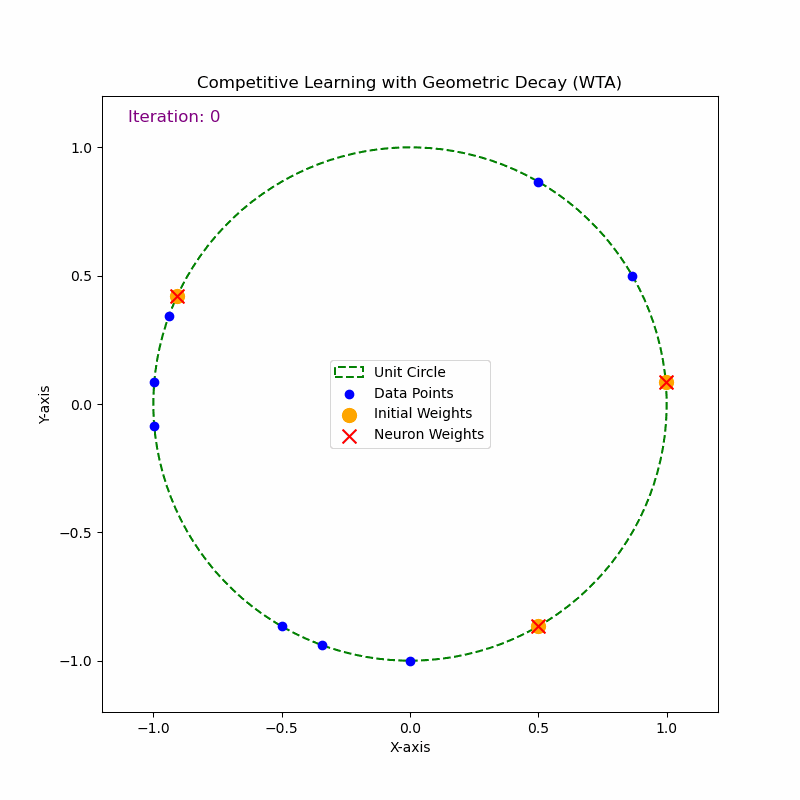 Competitive Learning with Geometric Decay (WTA)
Iteration: 0
1.0
0.5
0.0
−0.5
−1.0
Y-axis
Unit Circle
Data Points
Initial Weights
Neuron Weights
−1.0 −0.5 0.0 0.5 1.0
X-axis